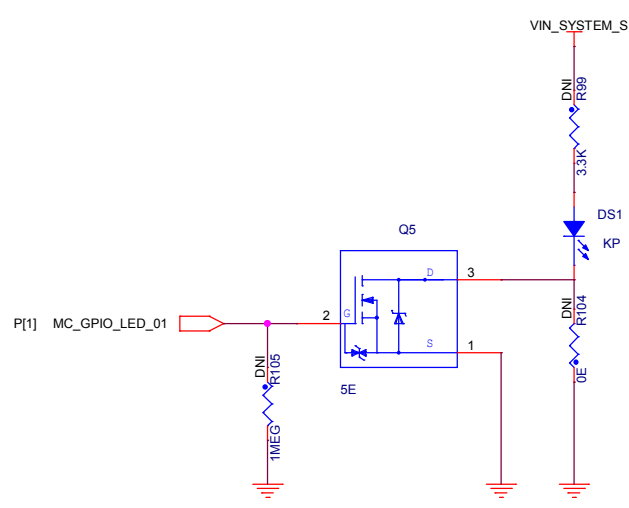 VIN_SYSTEM_S
DNI
R99
3.3K
DS1
KP
Q5
D
3
P[1] MC_GPIO_LED_01
2
G
S
1
DNI
R104
0E
DNI
R105
1MEG
5E